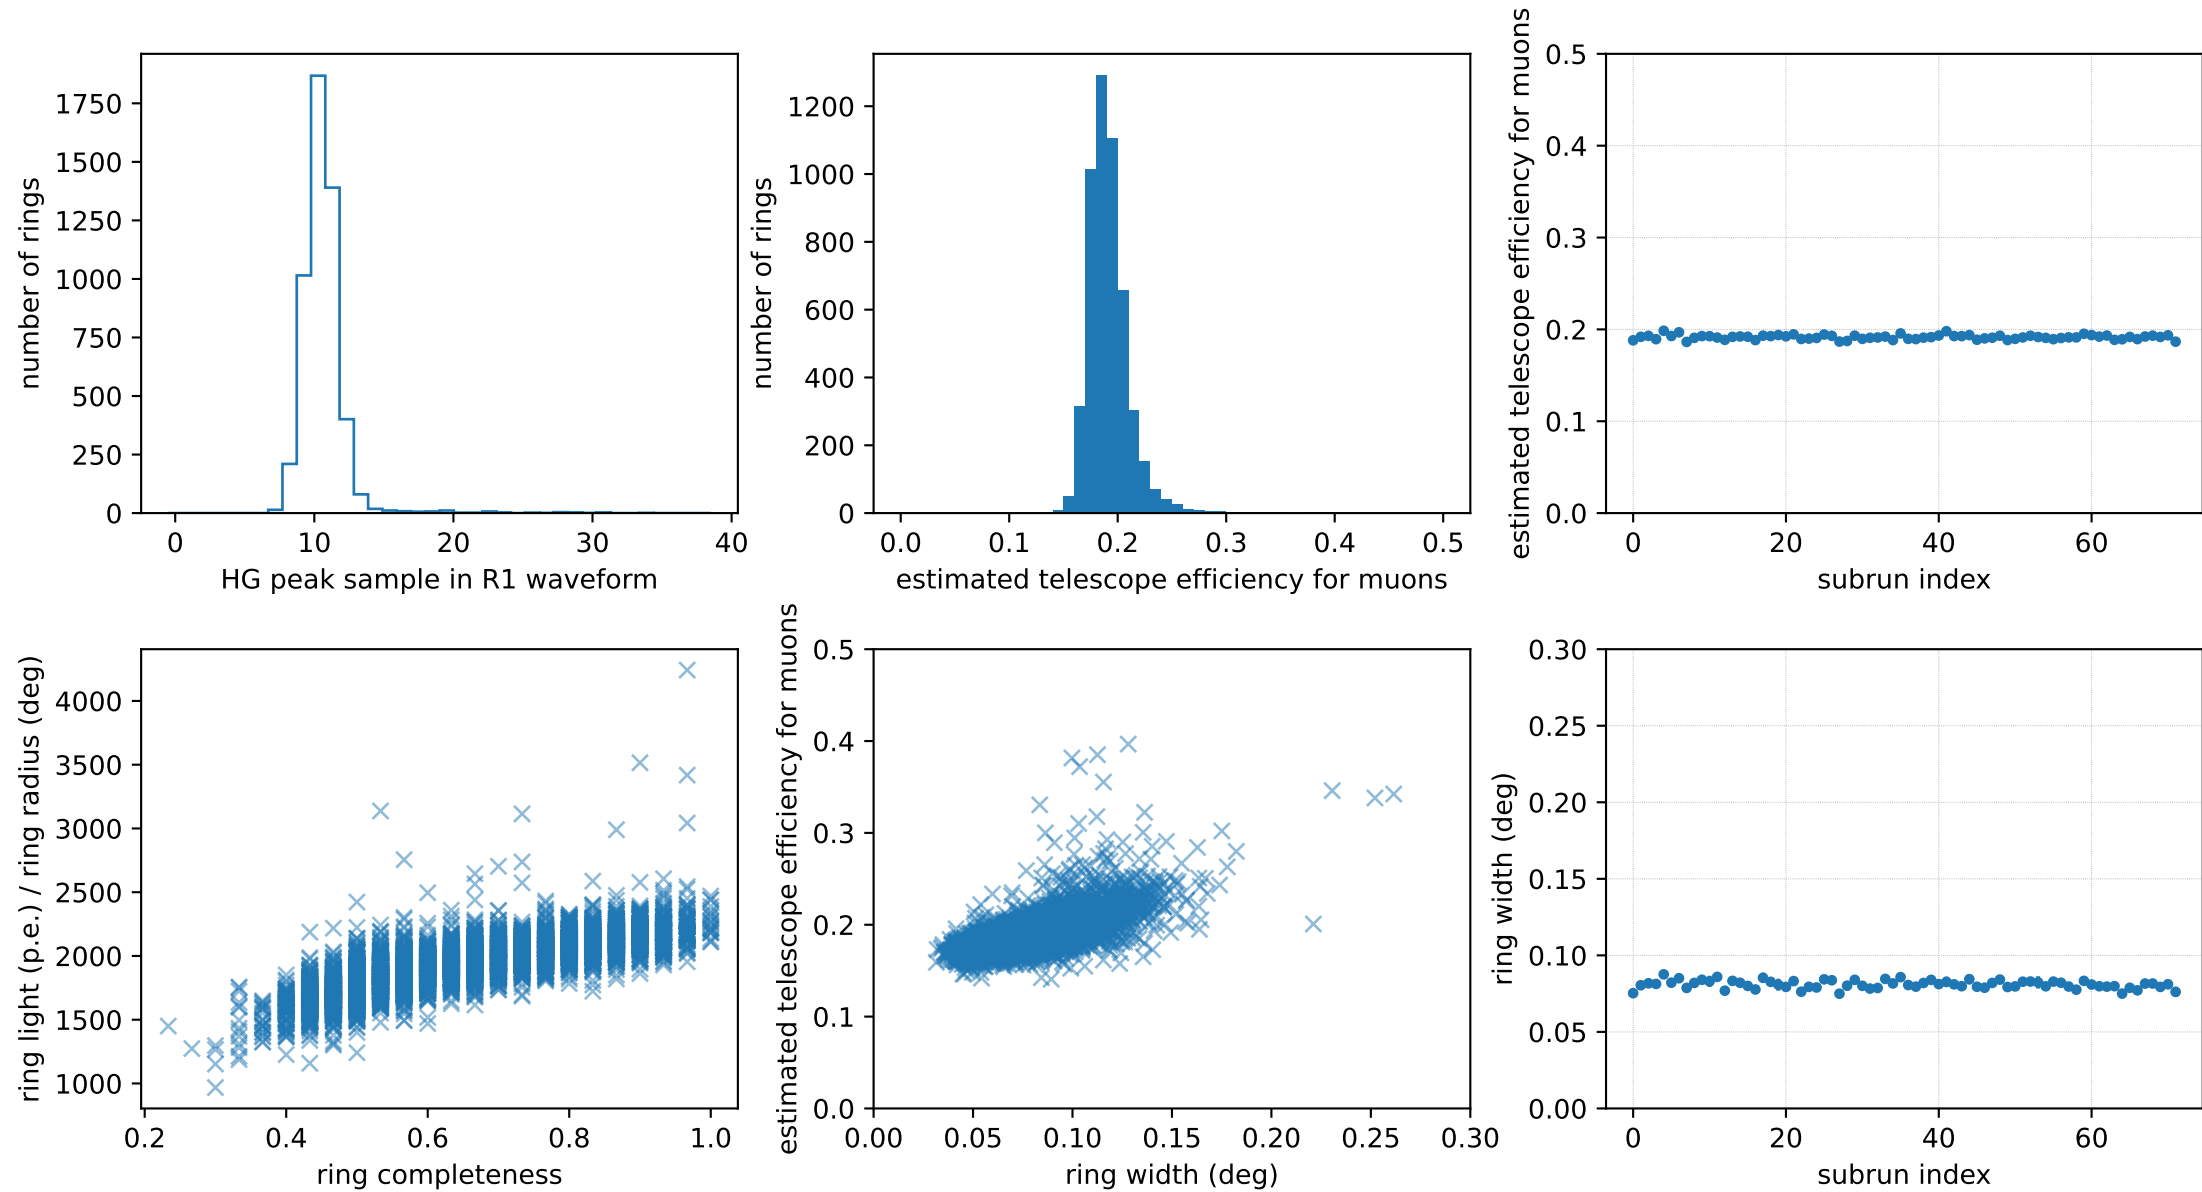 number of rings
1750
1500
1250
1000
750
500
250
0
0 10 20 30 40
HG peak sample in R1 waveform
number of rings
1200
1000
800
600
400
200
0
0.0 0.1 0.2 0.3 0.4 0.5
estimated telescope efficiency for muons
estimated telescope efficiency for muons
0.5
0.4
0.3
0.2
0.1
0.0
0 20 40 60
subrun index
ring light (p.e.) / ring radius (deg)
4000
3500
3000
2500
2000
1500
1000
0.2 0.4 0.6 0.8 1.0
ring completeness
estimated telescope efficiency for muons
0.5
0.4
0.3
0.2
0.1
0.0
0.00 0.05 0.10 0.15 0.20 0.25 0.30
ring width (deg)
ring width (deg)
0.30
0.25
0.20
0.15
0.10
0.05
0.00
0 20 40 60
subrun index